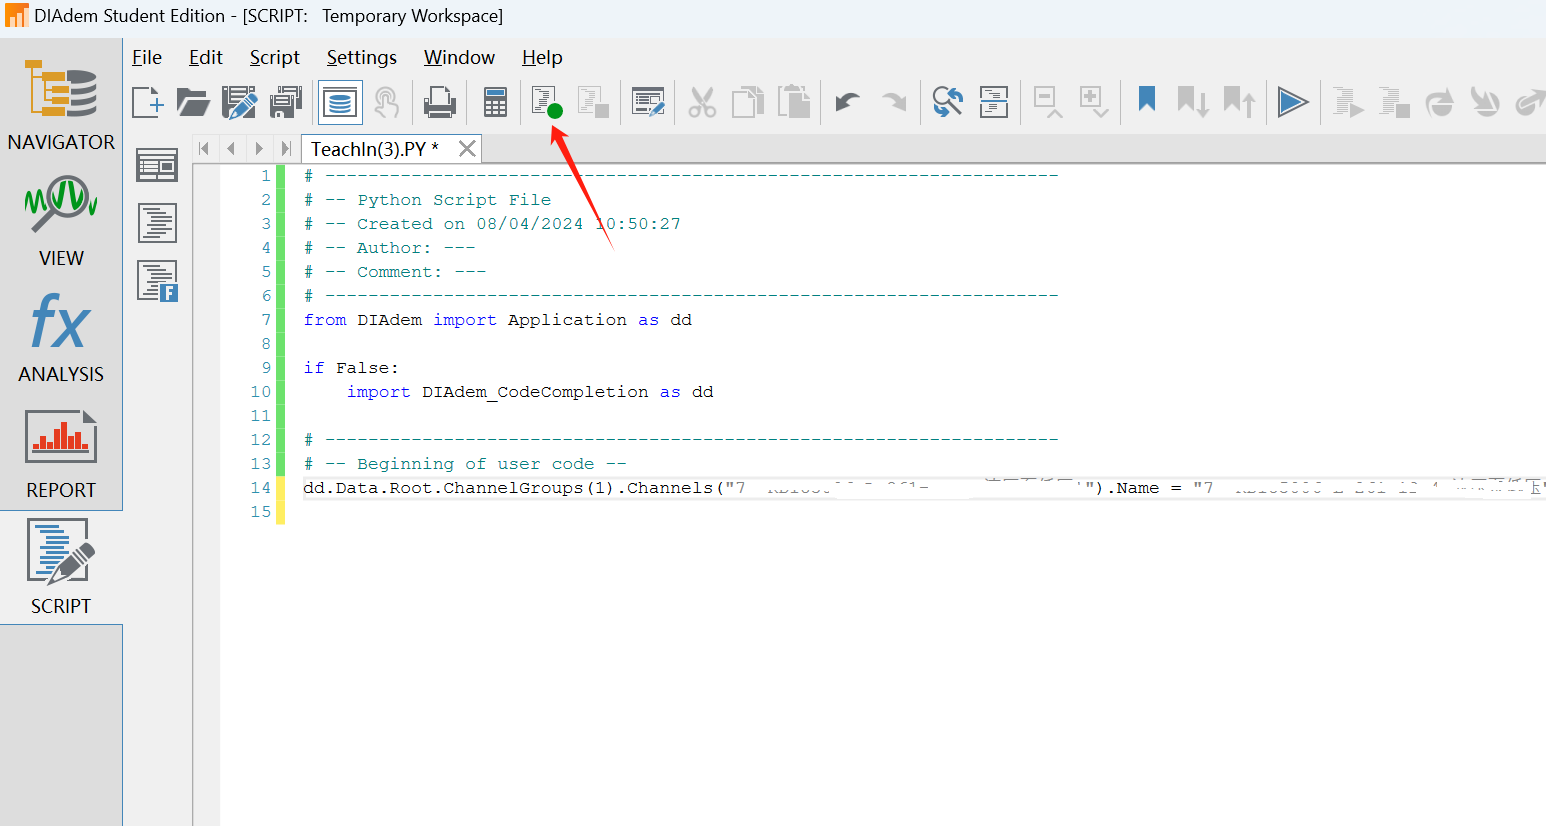 DIAdem Student Edition - [SCRIPT: Temporary Workspace]
File Edit Script Settings Window Help
NAVIGATOR
VIEW
fx
ANALYSIS
REPORT
SCRIPT
TeachIn(3).PY *
1 # --------------------------------------------------------------------
2 # -- Python Script File
3 # -- Created on 08/04/2024 10:50:27
4 # -- Author: ---
5 # -- Comment: ---
6 # --------------------------------------------------------------------
7 from DIAdem import Application as dd
8
9 if False:
10 import DIAdem_CodeCompletion as dd
11
12 # --------------------------------------------------------------------
13 # -- Beginning of user code --
14 dd.Data.Root.ChannelGroups(1).Channels("7 ").Name = "7
15
F